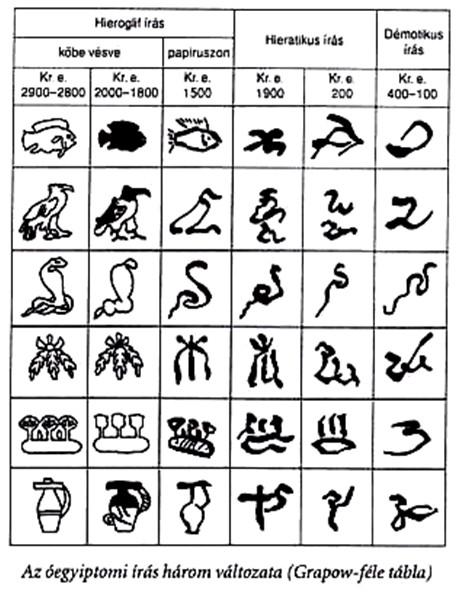 Hieroglif írás
Hieratikus írás
Démotikus
írás
kőbe vésve
papiruszon
Kr. e.
2900–2800
Kr. e.
2000–1800
Kr. e.
1500
Kr. e.
1900
Kr. e.
200
Kr. e.
400–100
Az óegyiptomi írás három változata (Grapow-féle tábla)